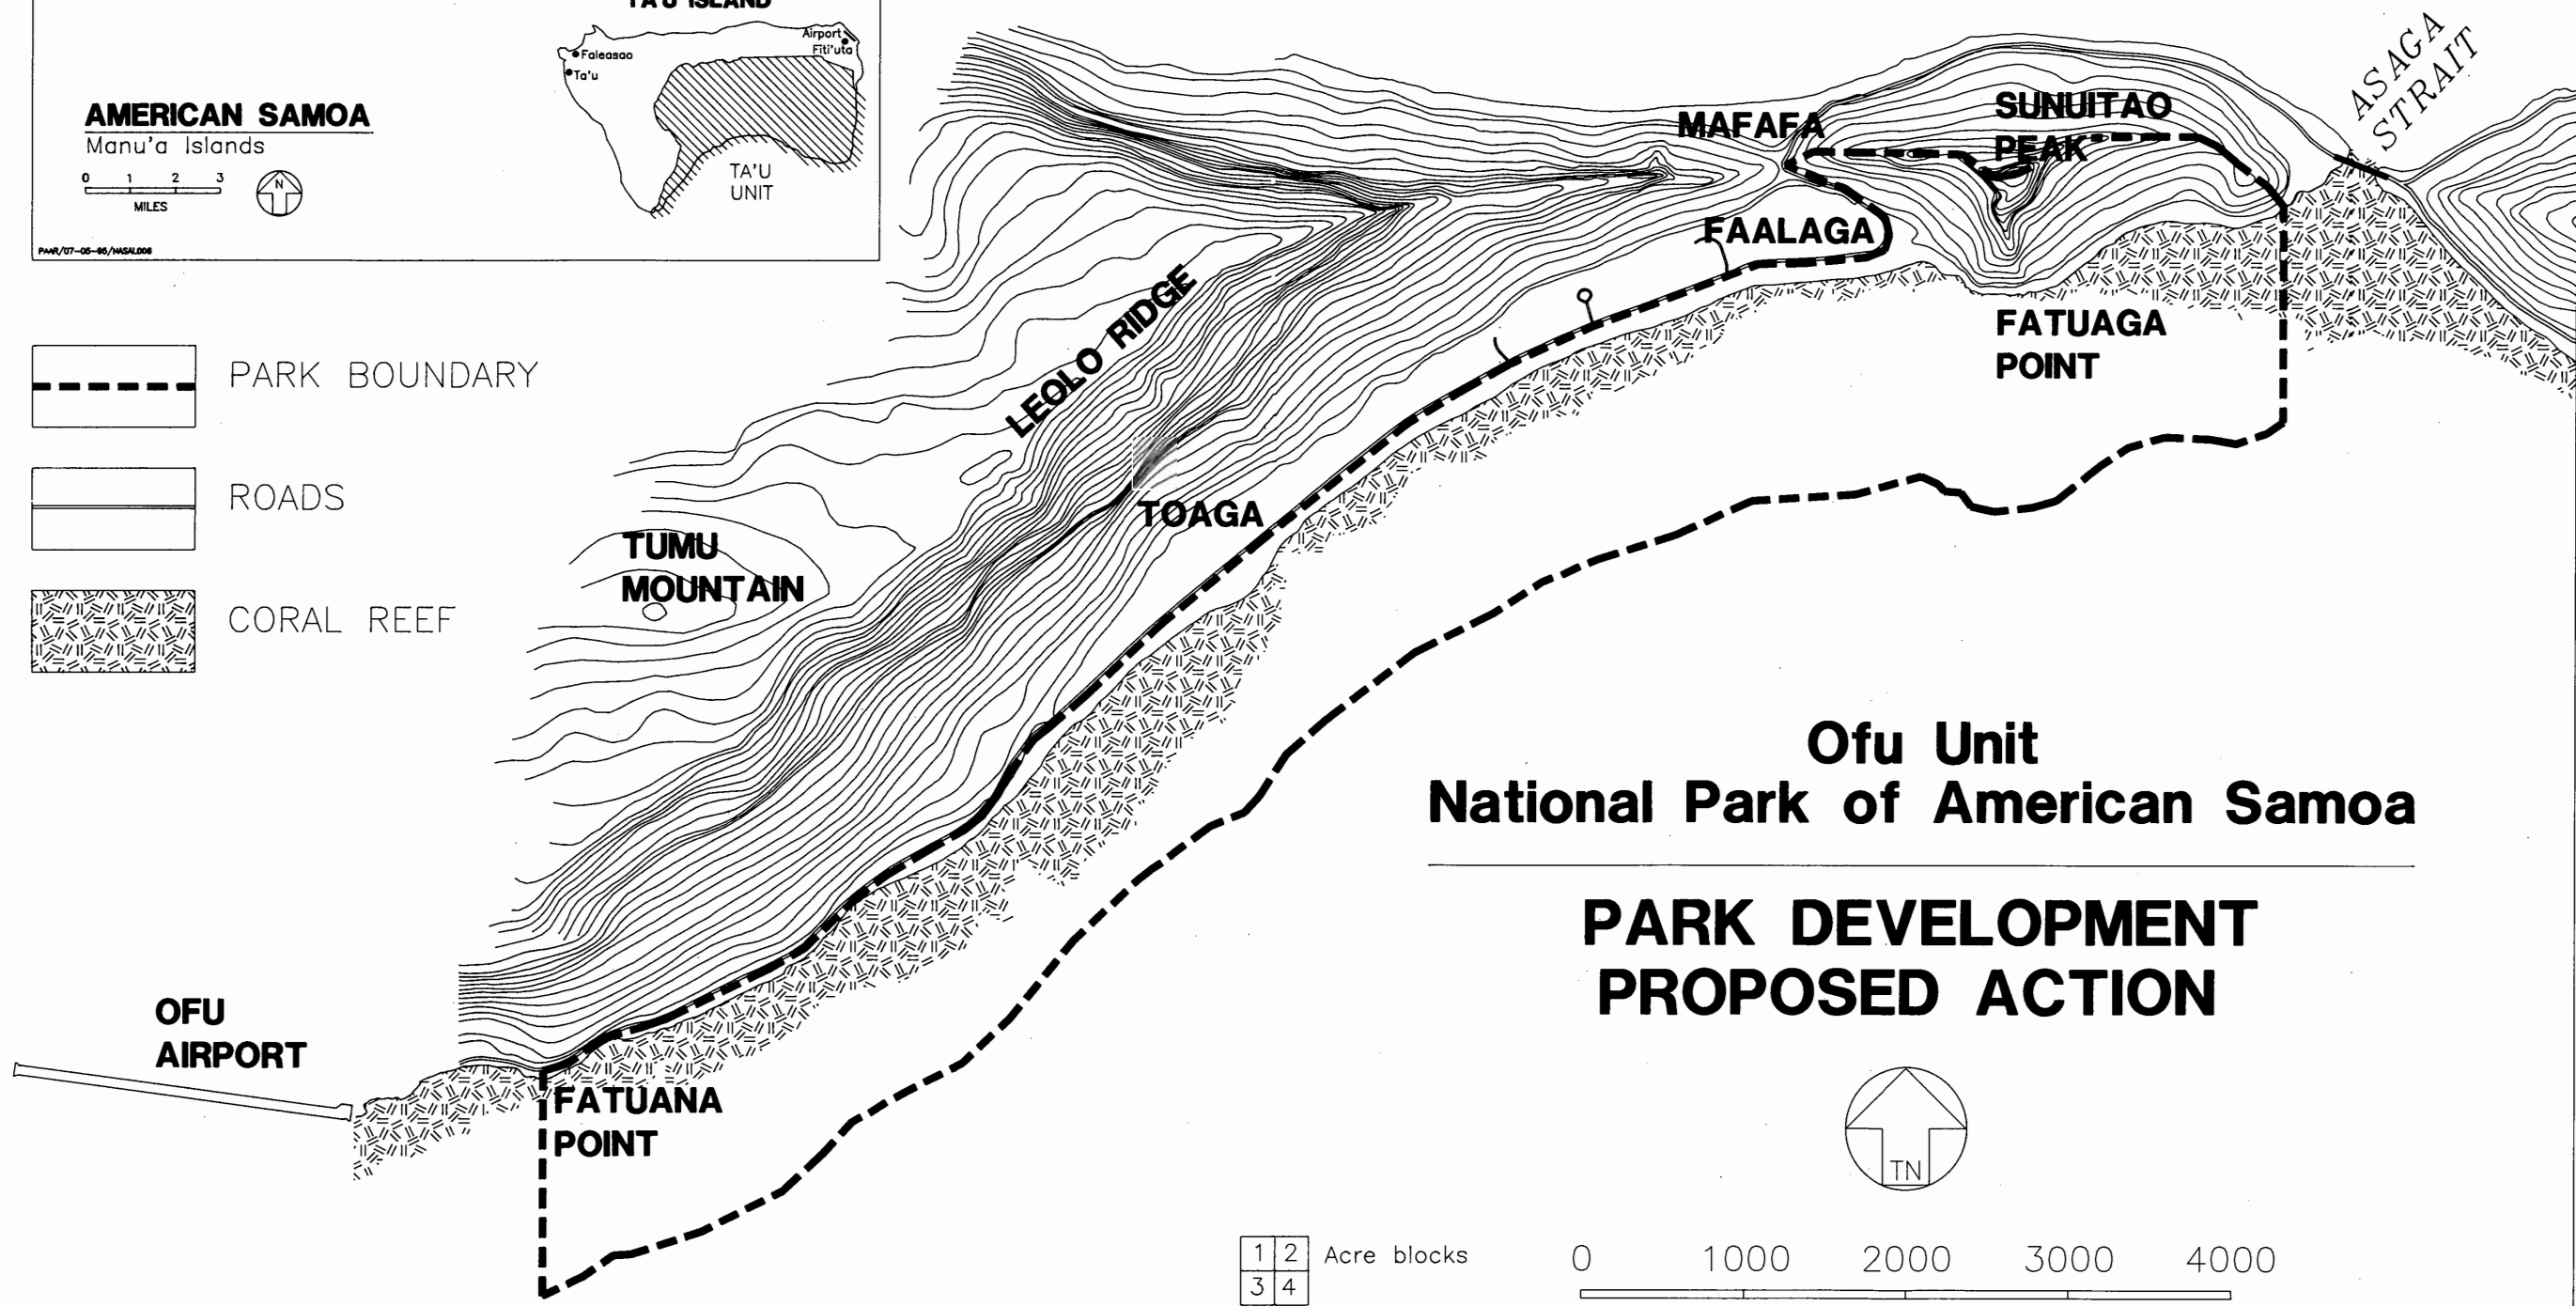 TA'U ISLAND
Airport
Fiti'uta
Faleasao
Ta'u
TA'U
UNIT
AMERICAN SAMOA
Manu'a Islands
0 1 2 3
MILES
N
PARK BOUNDARY
ROADS
CORAL REEF
ASAGA
STRAIT
MAFAFA
SUNUITAO
PEAK
FAALAGA
FATUAGA
POINT
LEOLO RIDGE
TOAGA
TUMU
MOUNTAIN
OFU
AIRPORT
FATUANA
POINT
Ofu Unit
National Park of American Samoa
PARK DEVELOPMENT
PROPOSED ACTION
TN
1 2
3 4
Acre blocks
0 1000 2000 3000 4000